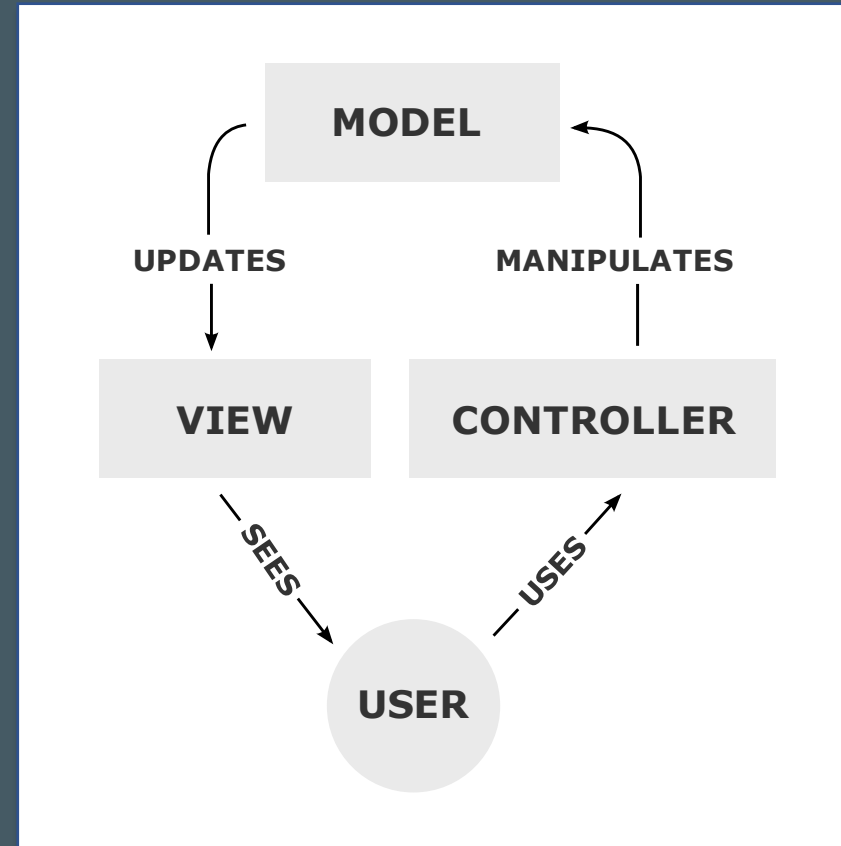 MODEL
UPDATES
MANIPULATES
VIEW
CONTROLLER
SEES
USES
USER